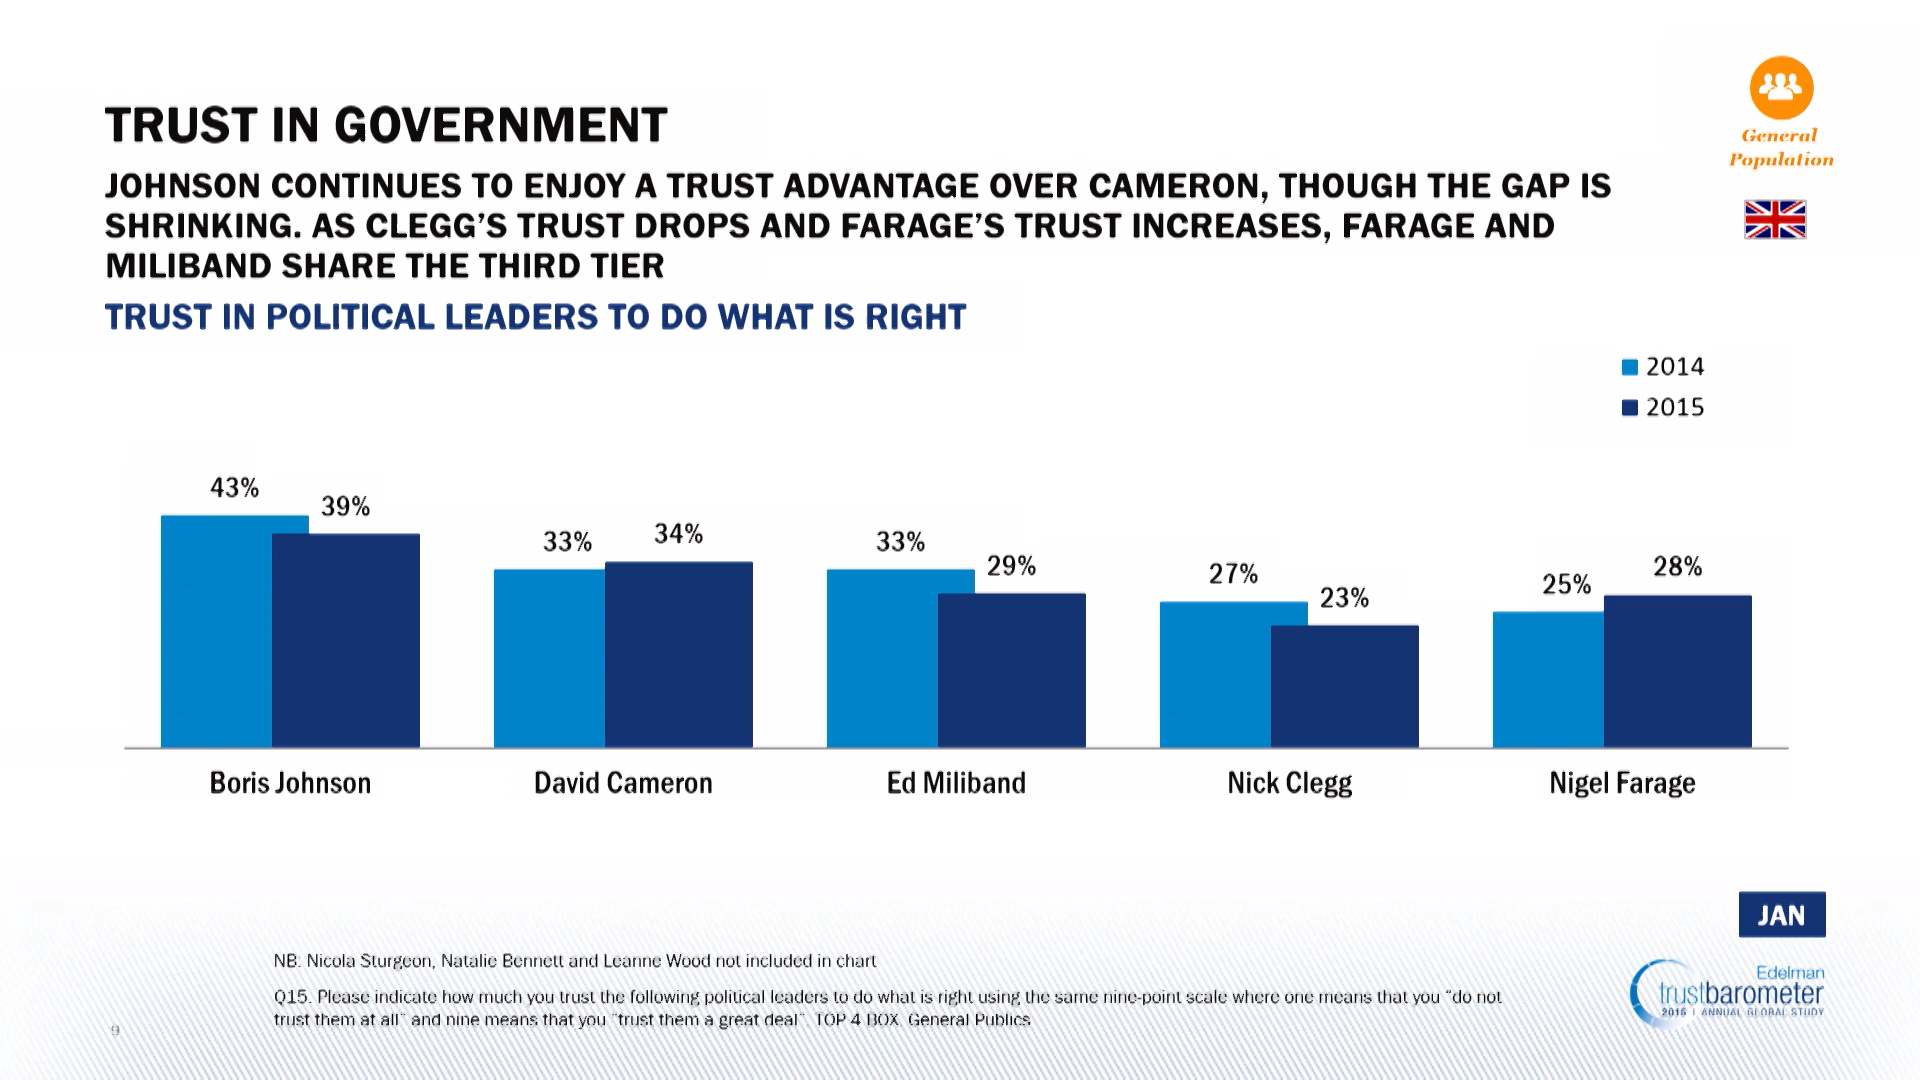 General
Population
TRUST IN GOVERNMENT
JOHNSON CONTINUES TO ENJOY A TRUST ADVANTAGE OVER CAMERON, THOUGH THE GAP IS
SHRINKING. AS CLEGG’S TRUST DROPS AND FARAGE’S TRUST INCREASES, FARAGE AND
MILIBAND SHARE THE THIRD TIER
TRUST IN POLITICAL LEADERS TO DO WHAT IS RIGHT
2014
2015
43%
39%
33%
34%
33%
29%
27%
23%
25%
28%
Boris Johnson
David Cameron
Ed Miliband
Nick Clegg
Nigel Farage
JAN
NB. Nicola Sturgeon, Natalie Bennett and Leanne Wood not included in chart
Q15. Please indicate how much you trust the following political leaders to do what is right using the same nine-point scale where one means that you “do not
trust them at all” and nine means that you “trust them a great deal”. TOP 4 BOX. General Publics
Edelman
trustbarometer
2015 | ANNUAL GLOBAL STUDY
9